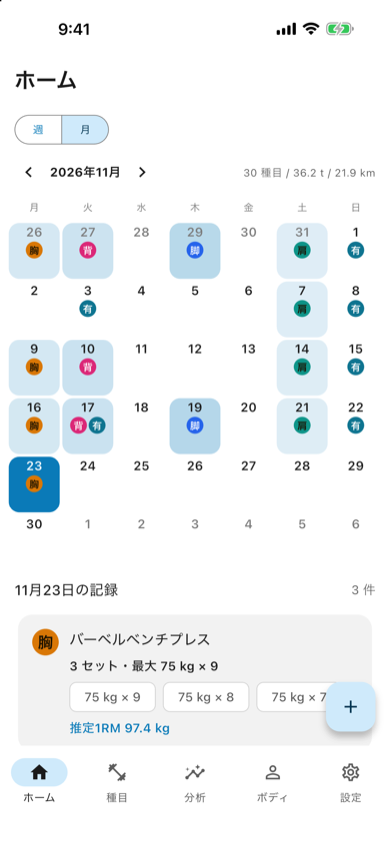 9:41
ホーム
週 月
2026年11月 30 種目 / 36.2 t / 21.9 km
月 火 水 木 金 土 日
26 27 28 29 30 31 1
胸 背 脚 肩 有
2 3 4 5 6 7 8
有 肩 有
9 10 11 12 13 14 15
胸 背 肩 有
16 17 18 19 20 21 22
胸 背 有 脚 肩 有
23 24 25 26 27 28 29
胸
30 1 2 3 4 5 6
11月23日の記録 3 件
胸 バーベルベンチプレス
3 セット・最大 75 kg × 9
75 kg × 9 75 kg × 8 75 kg × 7
推定1RM 97.4 kg
ホーム 種目 分析 ボディ 設定